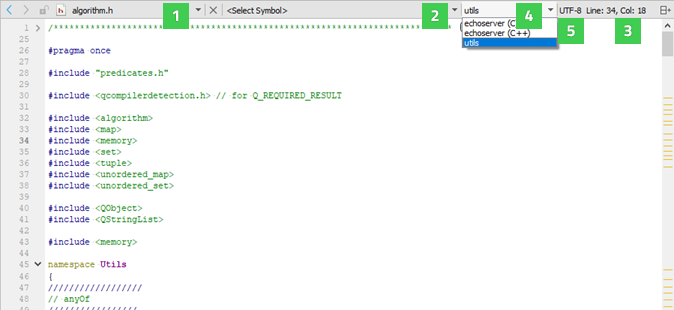 algorithm.h 1 <Select Symbol> 2 utils 4 UTF-8 Line: 34, Col: 18
echoserver (C
echoserver (C++) 5 3
utils
1 /**************************************************************************
25
26 #pragma once
27
28 #include "predicates.h"
29
30 #include <qcompilerdetection.h> // for Q_REQUIRED_RESULT
31
32 #include <algorithm>
33 #include <map>
34 #include <memory>
35 #include <set>
36 #include <tuple>
37 #include <unordered_map>
38 #include <unordered_set>
39
40 #include <QObject>
41 #include <QStringList>
42
43 #include <memory>
44
45 namespace Utils
46 {
47 //////////////////
48 // anyOf
49 /////////////////